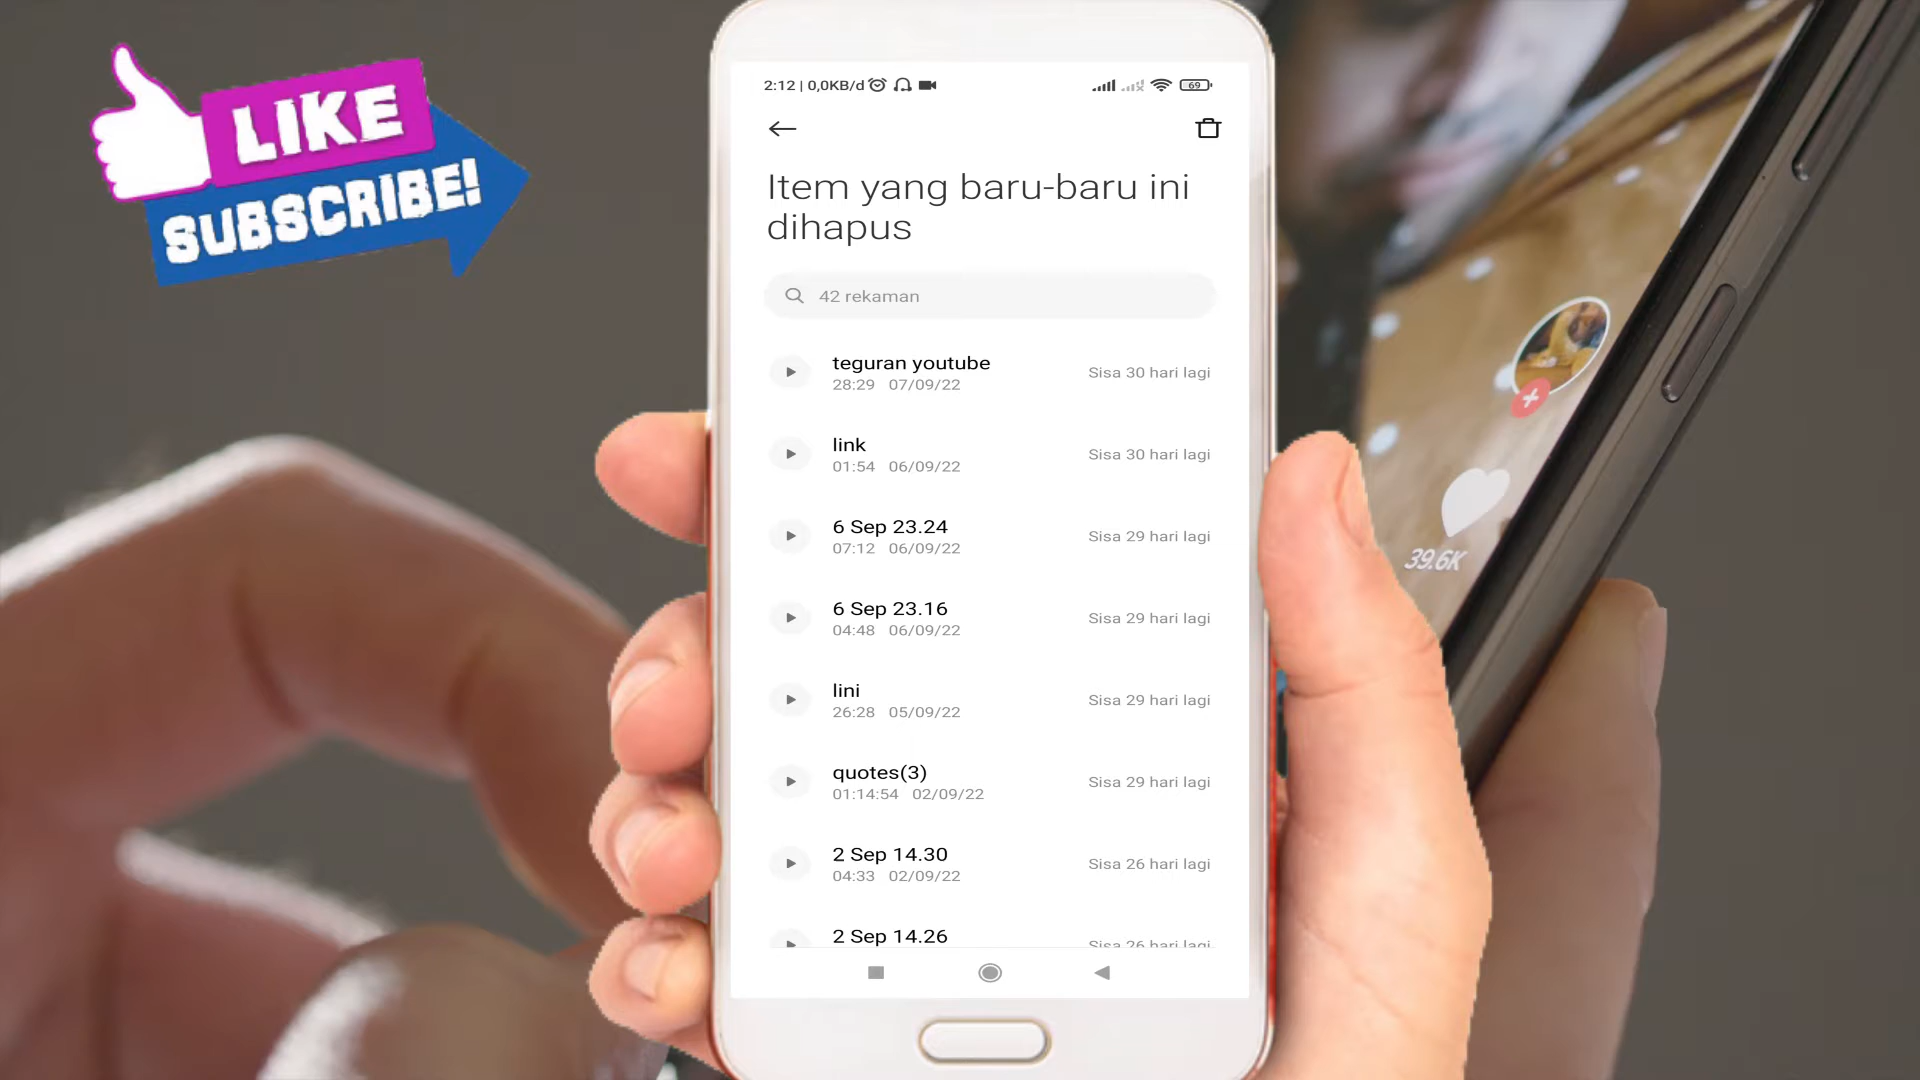 LIKE
SUBSCRIBE!
2:12 | 0,0KB/d
69
Item yang baru-baru ini
dihapus
42 rekaman
teguran youtube
28:29 07/09/22
Sisa 30 hari lagi
link
01:54 06/09/22
Sisa 30 hari lagi
6 Sep 23.24
07:12 06/09/22
Sisa 29 hari lagi
6 Sep 23.16
04:48 06/09/22
Sisa 29 hari lagi
lini
26:28 05/09/22
Sisa 29 hari lagi
quotes(3)
01:14:54 02/09/22
Sisa 29 hari lagi
2 Sep 14.30
04:33 02/09/22
Sisa 26 hari lagi
2 Sep 14.26
Sisa 26 hari lagi
39.6K